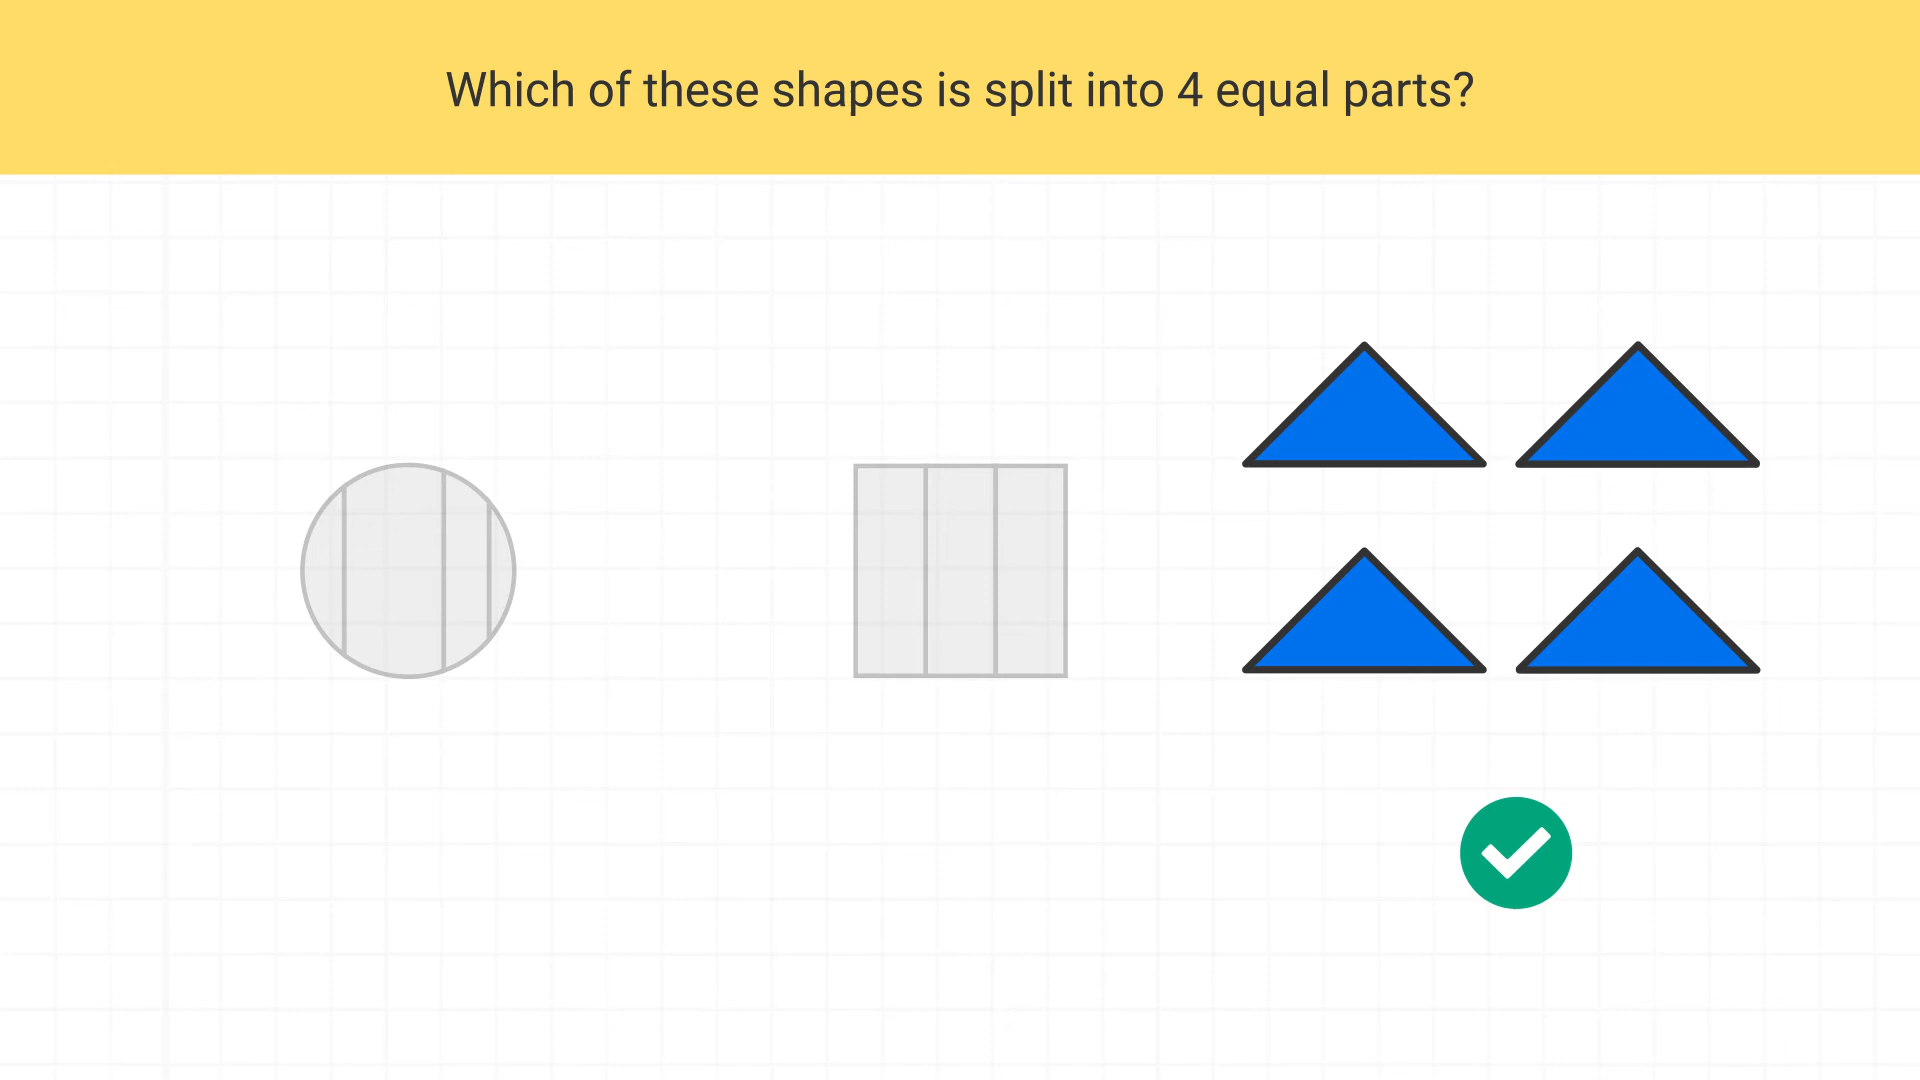 Which of these shapes is split into 4 equal parts?